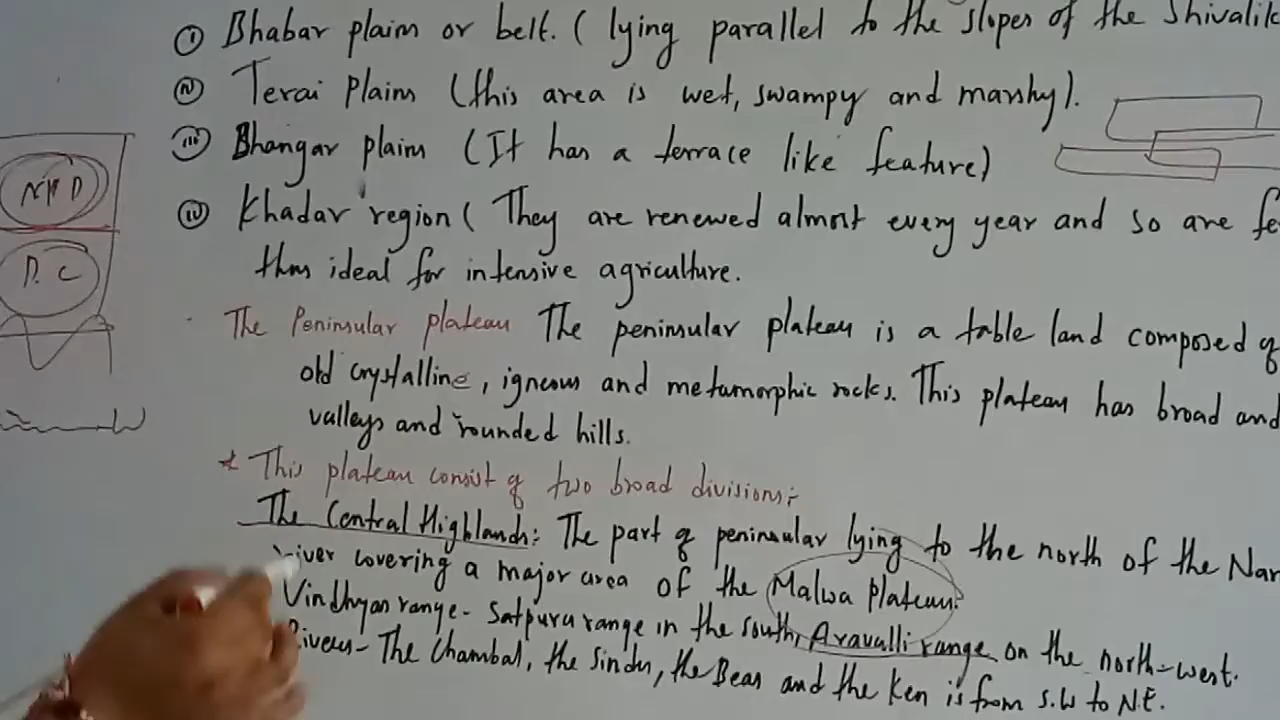 ① Bhabar plain or belt. ( lying parallel to the slopes of the Shivalik
Terai Plains (this area is wet, swampy and marshy).
iii Bhangar plains (It has a terrace like feature)
iv Khadar region ( They are renewed almost every year and so are fe
thus ideal for intensive agriculture.
The Peninsular plateau The peninsular plateau is a table land composed of
old crystalline, igneous and metamorphic rocks. This plateau has broad and
valleys and rounded hills.
* This plateau consist of two broad divisions:
The Central Highlands: The part of peninsular lying to the north of the Nar
river covering a major area of the Malwa Plateau.
Vindhyan range - Satpura range in the south, Aravalli range on the north-west.
Rivers - The Chambal, the Sindu, the Beas and the Ken is from S.W to N.E.
D.C
W